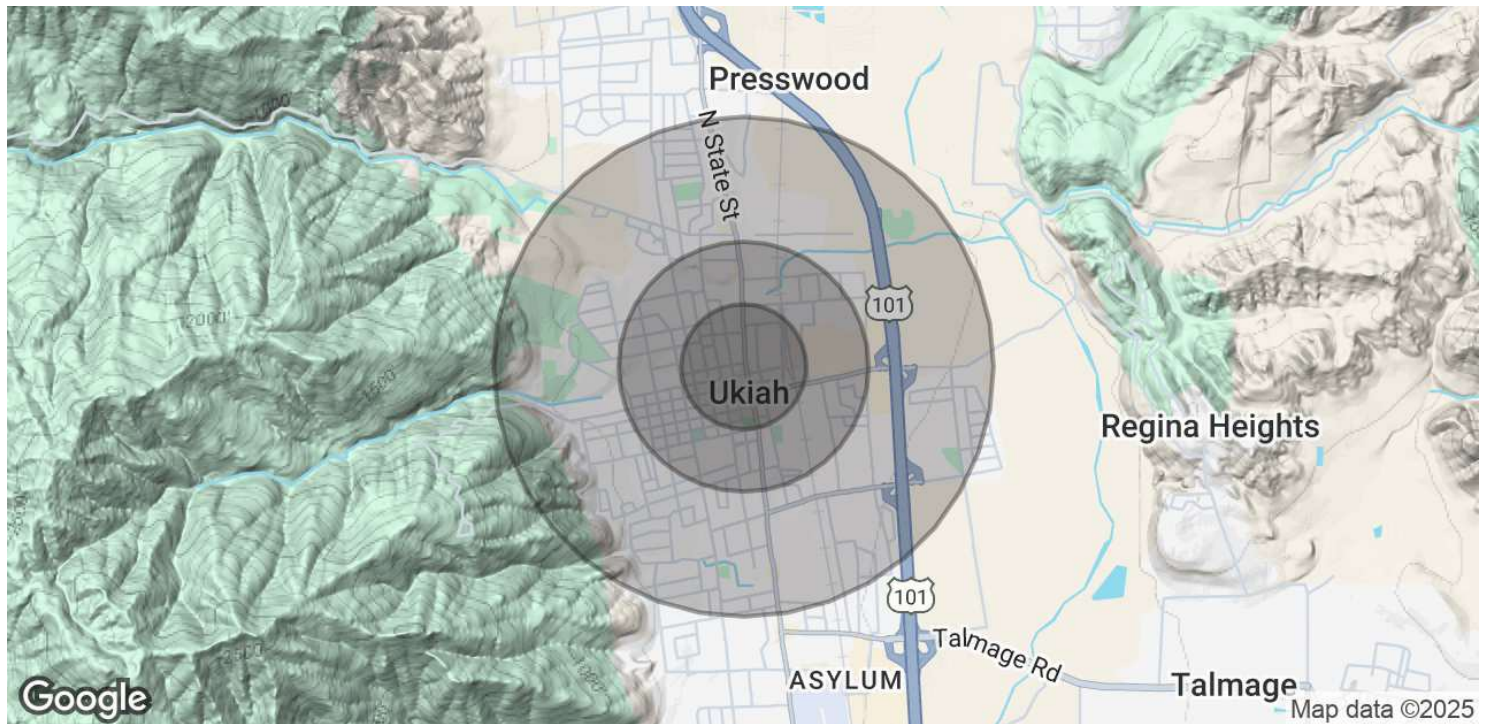 Presswood
N State St
101
Ukiah
Regina Heights
101
Talmage Rd
ASYLUM
Talmage
Google
Map data ©2025